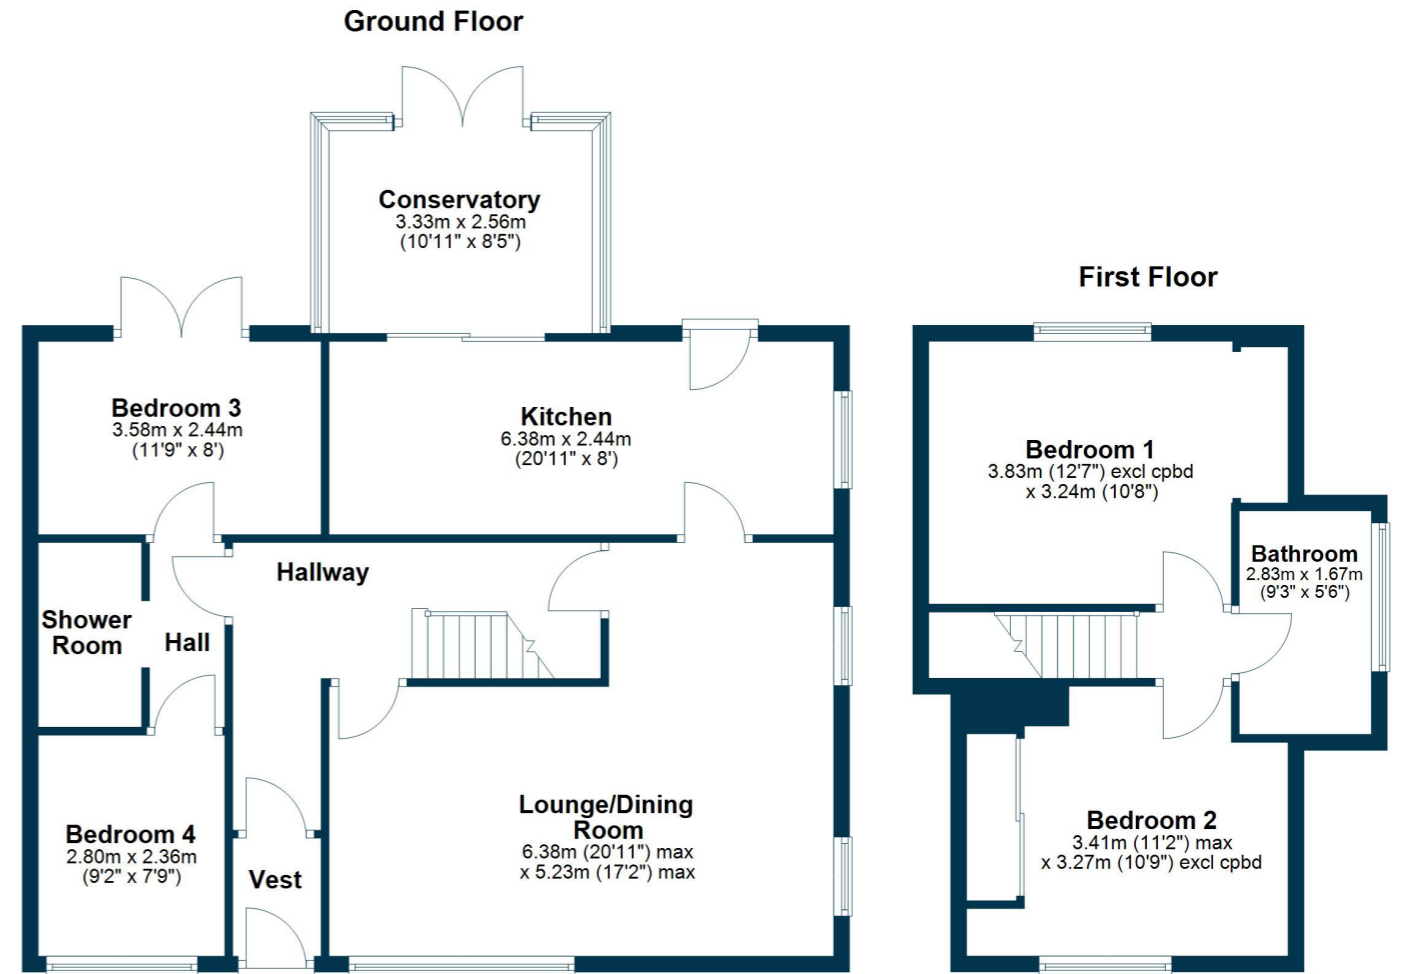 Ground Floor
Conservatory
3.33m x 2.56m
(10'11" x 8'5")
Bedroom 3
3.58m x 2.44m
(11'9" x 8')
Kitchen
6.38m x 2.44m
(20'11" x 8')
Hallway
Shower
Room
Hall
Bedroom 4
2.80m x 2.36m
(9'2" x 7'9")
Vest
Lounge/Dining
Room
6.38m (20'11") max
x 5.23m (17'2") max
First Floor
Bedroom 1
3.83m (12'7") excl cpbd
x 3.24m (10'8")
Bathroom
2.83m x 1.67m
(9'3" x 5'6")
Bedroom 2
3.41m (11'2") max
x 3.27m (10'9") excl cpbd